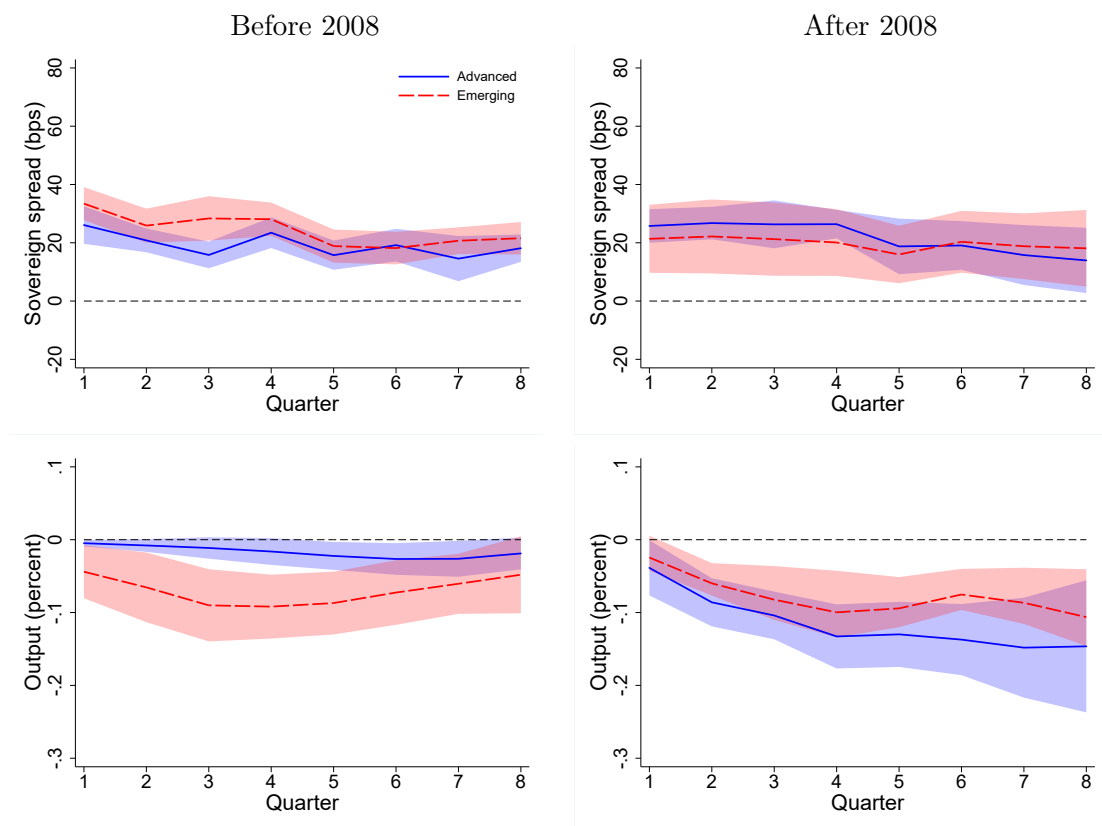 Before 2008
After 2008
Sovereign spread (bps)
80
60
40
20
0
-20
Advanced
Emerging
1 2 3 4 5 6 7 8
Quarter
Sovereign spread (bps)
80
60
40
20
0
-20
1 2 3 4 5 6 7 8
Quarter
Output (percent)
.1
0
-.1
-.2
-.3
1 2 3 4 5 6 7 8
Quarter
Output (percent)
.1
0
-.1
-.2
-.3
1 2 3 4 5 6 7 8
Quarter